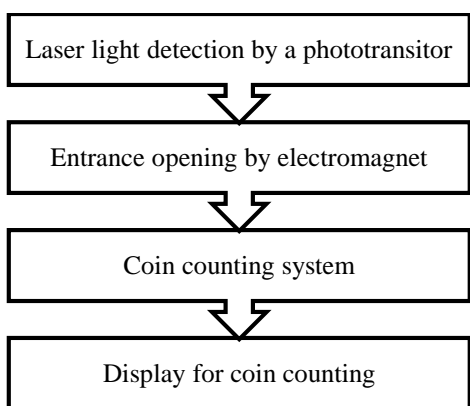 Laser light detection by a phototransitor
Entrance opening by electromagnet
Coin counting system
Display for coin counting